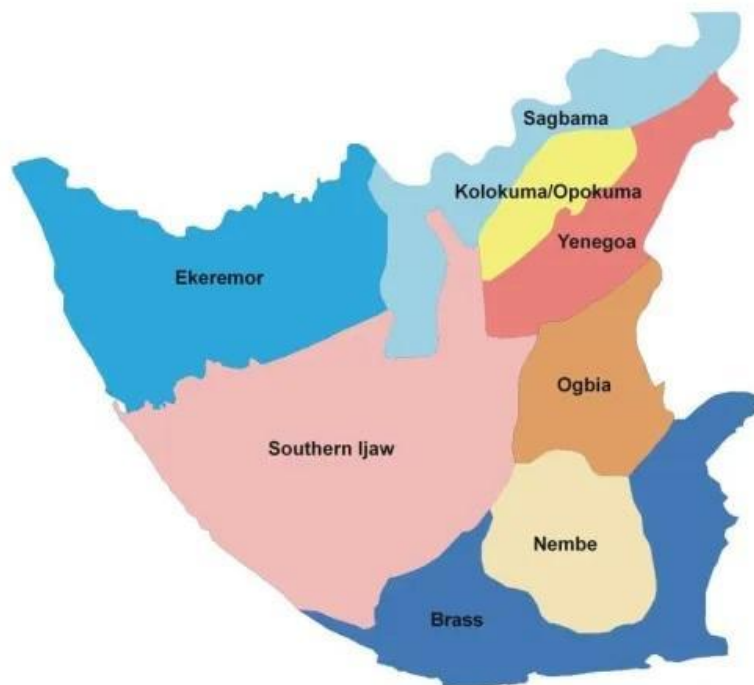 Sagbama
Kolokuma/Opokuma
Yenegoa
Ekeremor
Ogbia
Southern Ijaw
Nembe
Brass